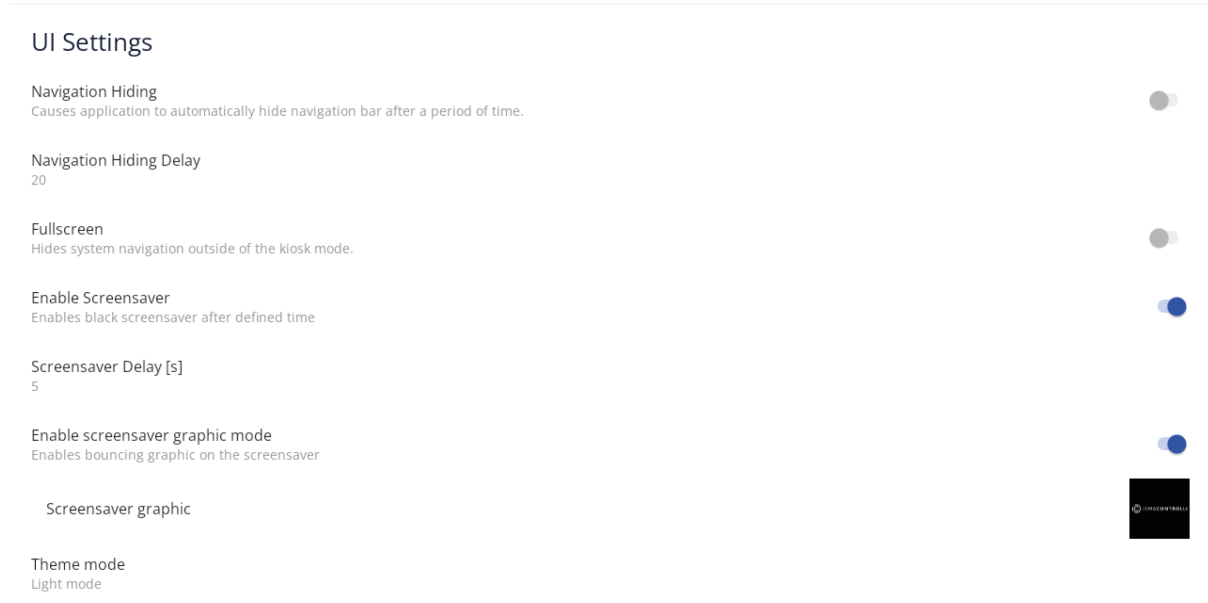 UI Settings
Navigation Hiding
Causes application to automatically hide navigation bar after a period of time.
Navigation Hiding Delay
20
Fullscreen
Hides system navigation outside of the kiosk mode.
Enable Screensaver
Enables black screensaver after defined time
Screensaver Delay [s]
5
Enable screensaver graphic mode
Enables bouncing graphic on the screensaver
Screensaver graphic
iSMACONTROLLI
Theme mode
Light mode